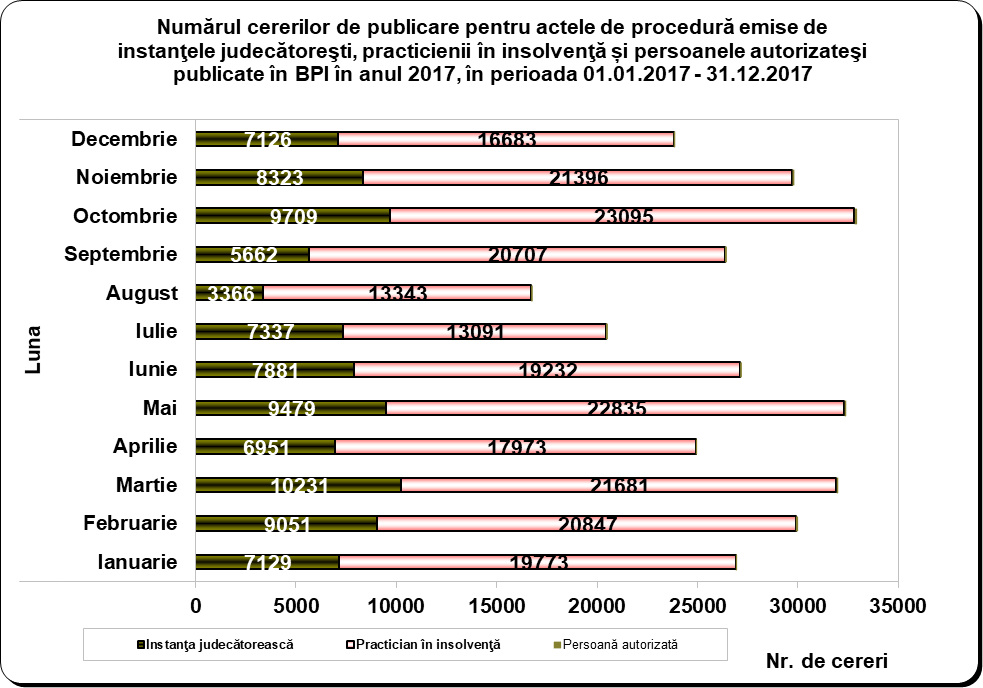 Numărul cererilor de publicare pentru actele de procedură emise de
instanţele judecătoreşti, practicienii în insolvenţă și persoanele autorizateşi
publicate în BPI în anul 2017, în perioada 01.01.2017 - 31.12.2017
Decembrie 7126 16683
Noiembrie 8323 21396
Octombrie 9709 23095
Septembrie 5662 20707
August 3366 13343
Iulie 7337 13091
Iunie 7881 19232
Mai 9479 22835
Aprilie 6951 17973
Martie 10231 21681
Februarie 9051 20847
Ianuarie 7129 19773
Luna
0 5000 10000 15000 20000 25000 30000 35000
Instanţa judecătorească Practician în insolvenţă Persoană autorizată
Nr. de cereri